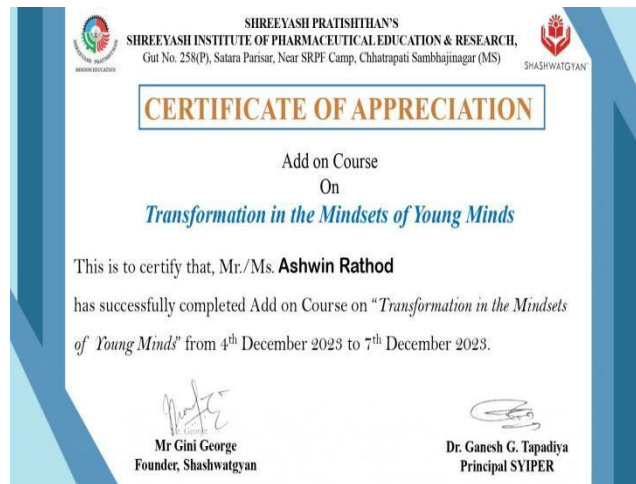 SHREEYASH PRATISHTHAN'S
SHREEYASH INSTITUTE OF PHARMACEUTICAL EDUCATION & RESEARCH,
Gut No. 258(P), Satara Parisar, Near SRPF Camp, Chhatrapati Sambhajinagar (MS)
MISSION EDUCATION
SHASHWATGYAN
CERTIFICATE OF APPRECIATION
Add on Course
On
Transformation in the Mindsets of Young Minds
This is to certify that, Mr./Ms. Ashwin Rathod
has successfully completed Add on Course on “Transformation in the Mindsets
of Young Minds” from 4th December 2023 to 7th December 2023.
Mr Gini George
Founder, Shashwatgyan
Dr. Ganesh G. Tapadiya
Principal SYIPER